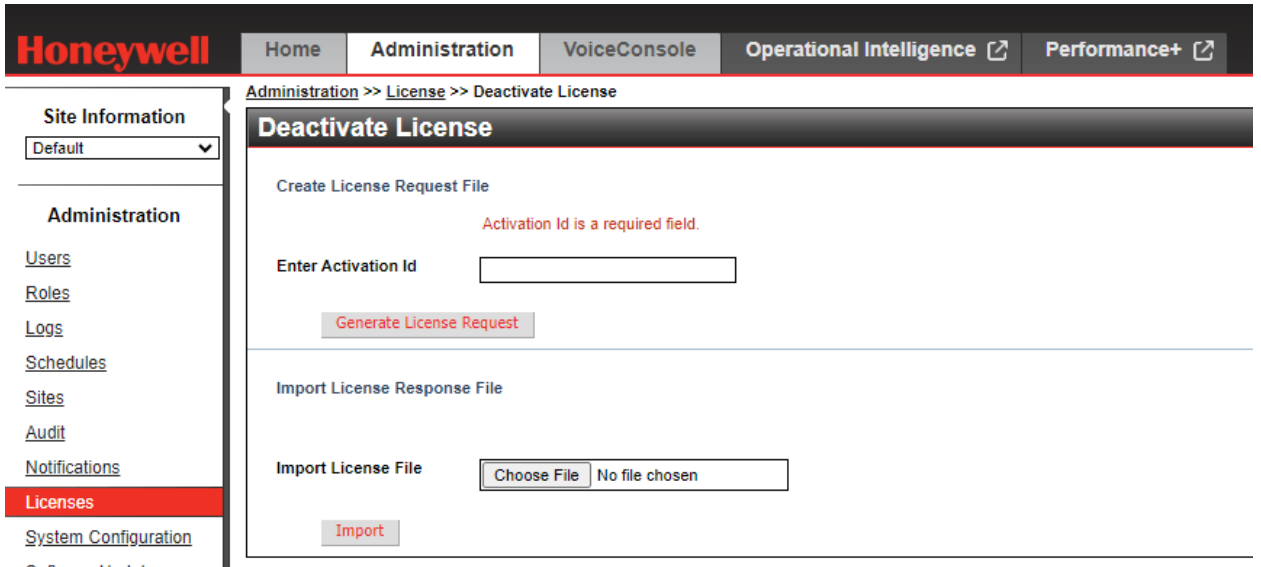 Honeywell
Home Administration VoiceConsole Operational Intelligence Performance+
Administration >> License >> Deactivate License
Site Information
Default
Deactivate License
Create License Request File
Activation Id is a required field.
Enter Activation Id
Generate License Request
Import License Response File
Import License File Choose File No file chosen
Import
Administration
Users
Roles
Logs
Schedules
Sites
Audit
Notifications
Licenses
System Configuration